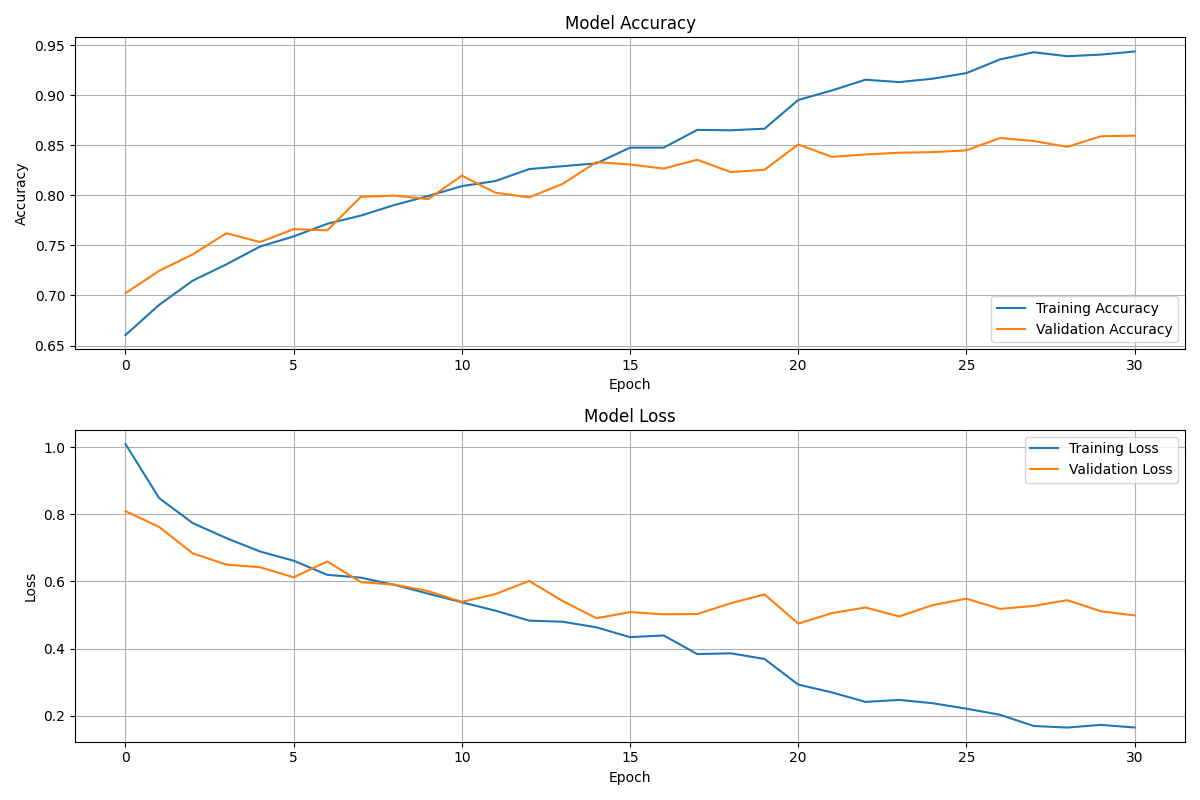 Model Accuracy
0.95
0.90
0.85
0.80
0.75
0.70
0.65
Accuracy
Training Accuracy
Validation Accuracy
0 5 10 15 20 25 30
Epoch
Model Loss
1.0
0.8
0.6
0.4
0.2
Loss
Training Loss
Validation Loss
0 5 10 15 20 25 30
Epoch